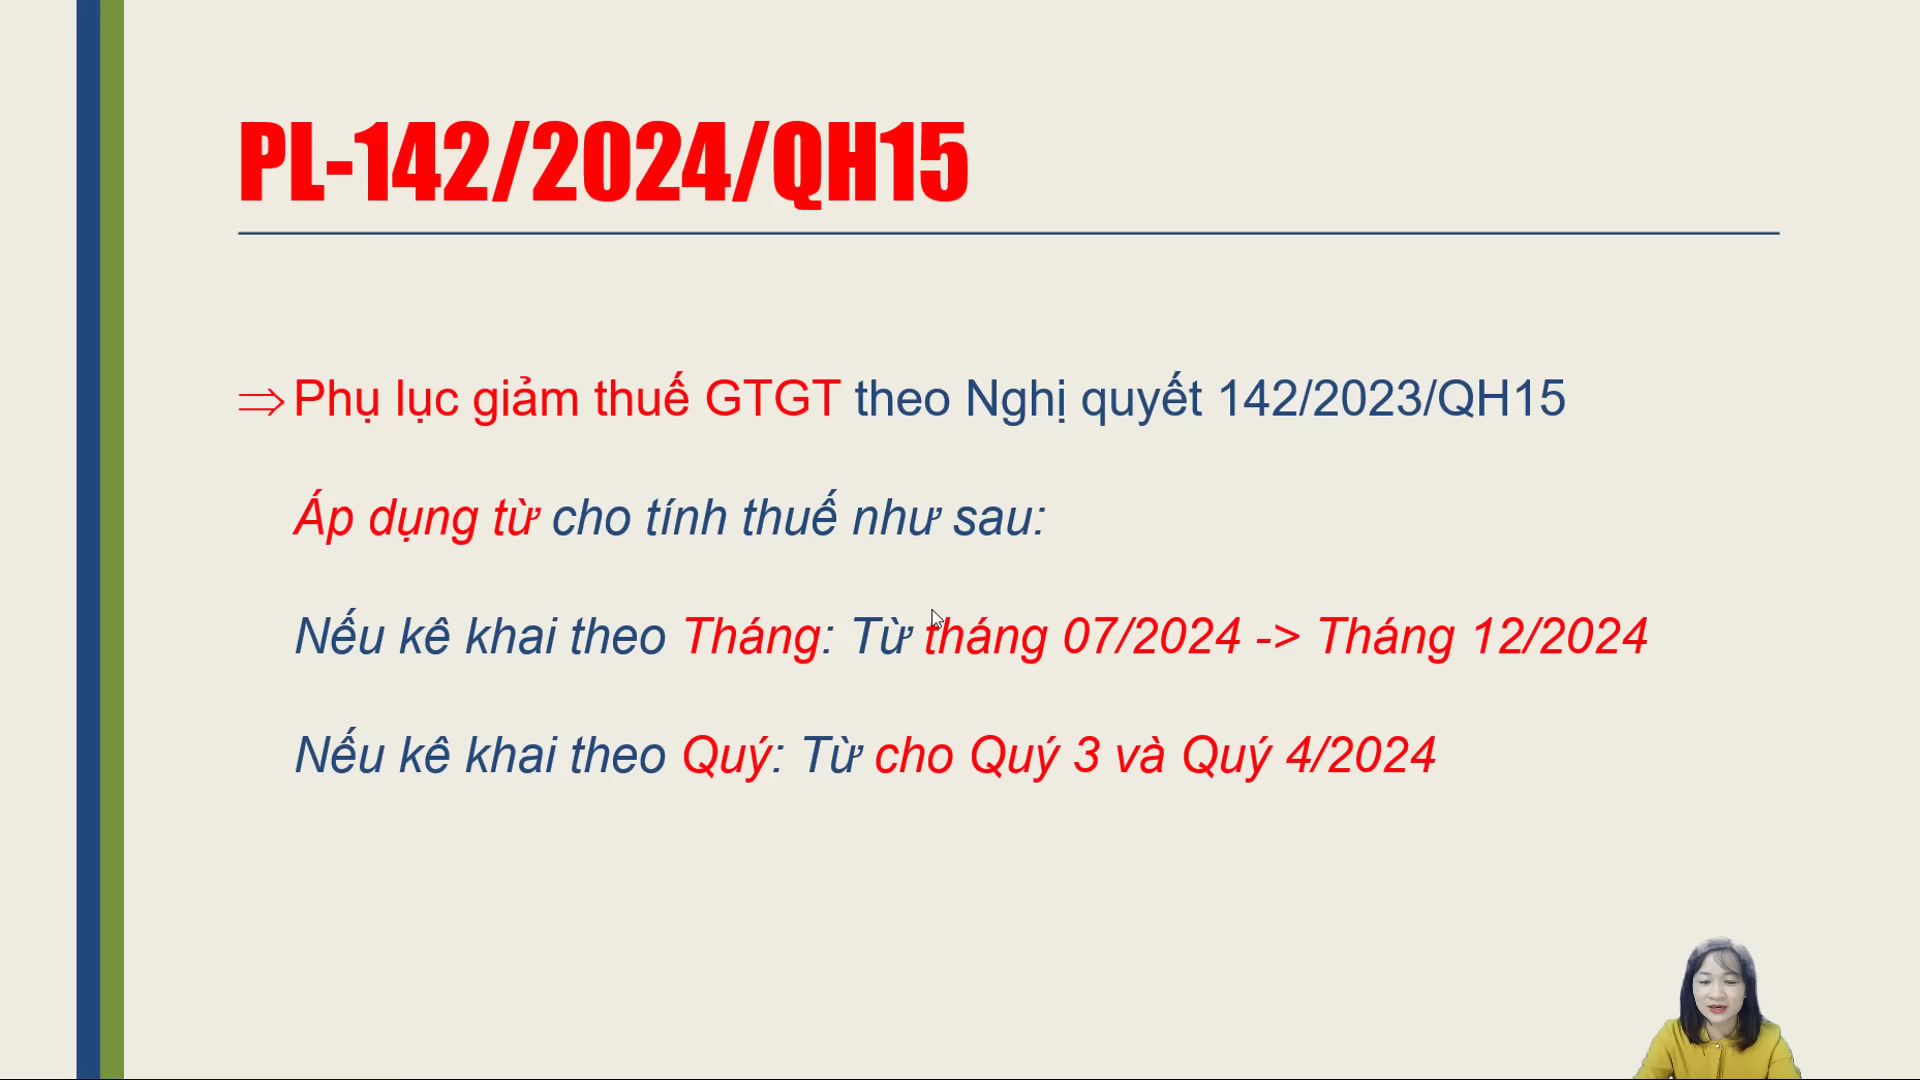 PL-142/2024/QH15
⇒Phụ lục giảm thuế GTGT theo Nghị quyết 142/2023/QH15
Áp dụng từ cho tính thuế như sau:
Nếu kê khai theo Tháng: Từ tháng 07/2024 -> Tháng 12/2024
Nếu kê khai theo Quý: Từ cho Quý 3 và Quý 4/2024